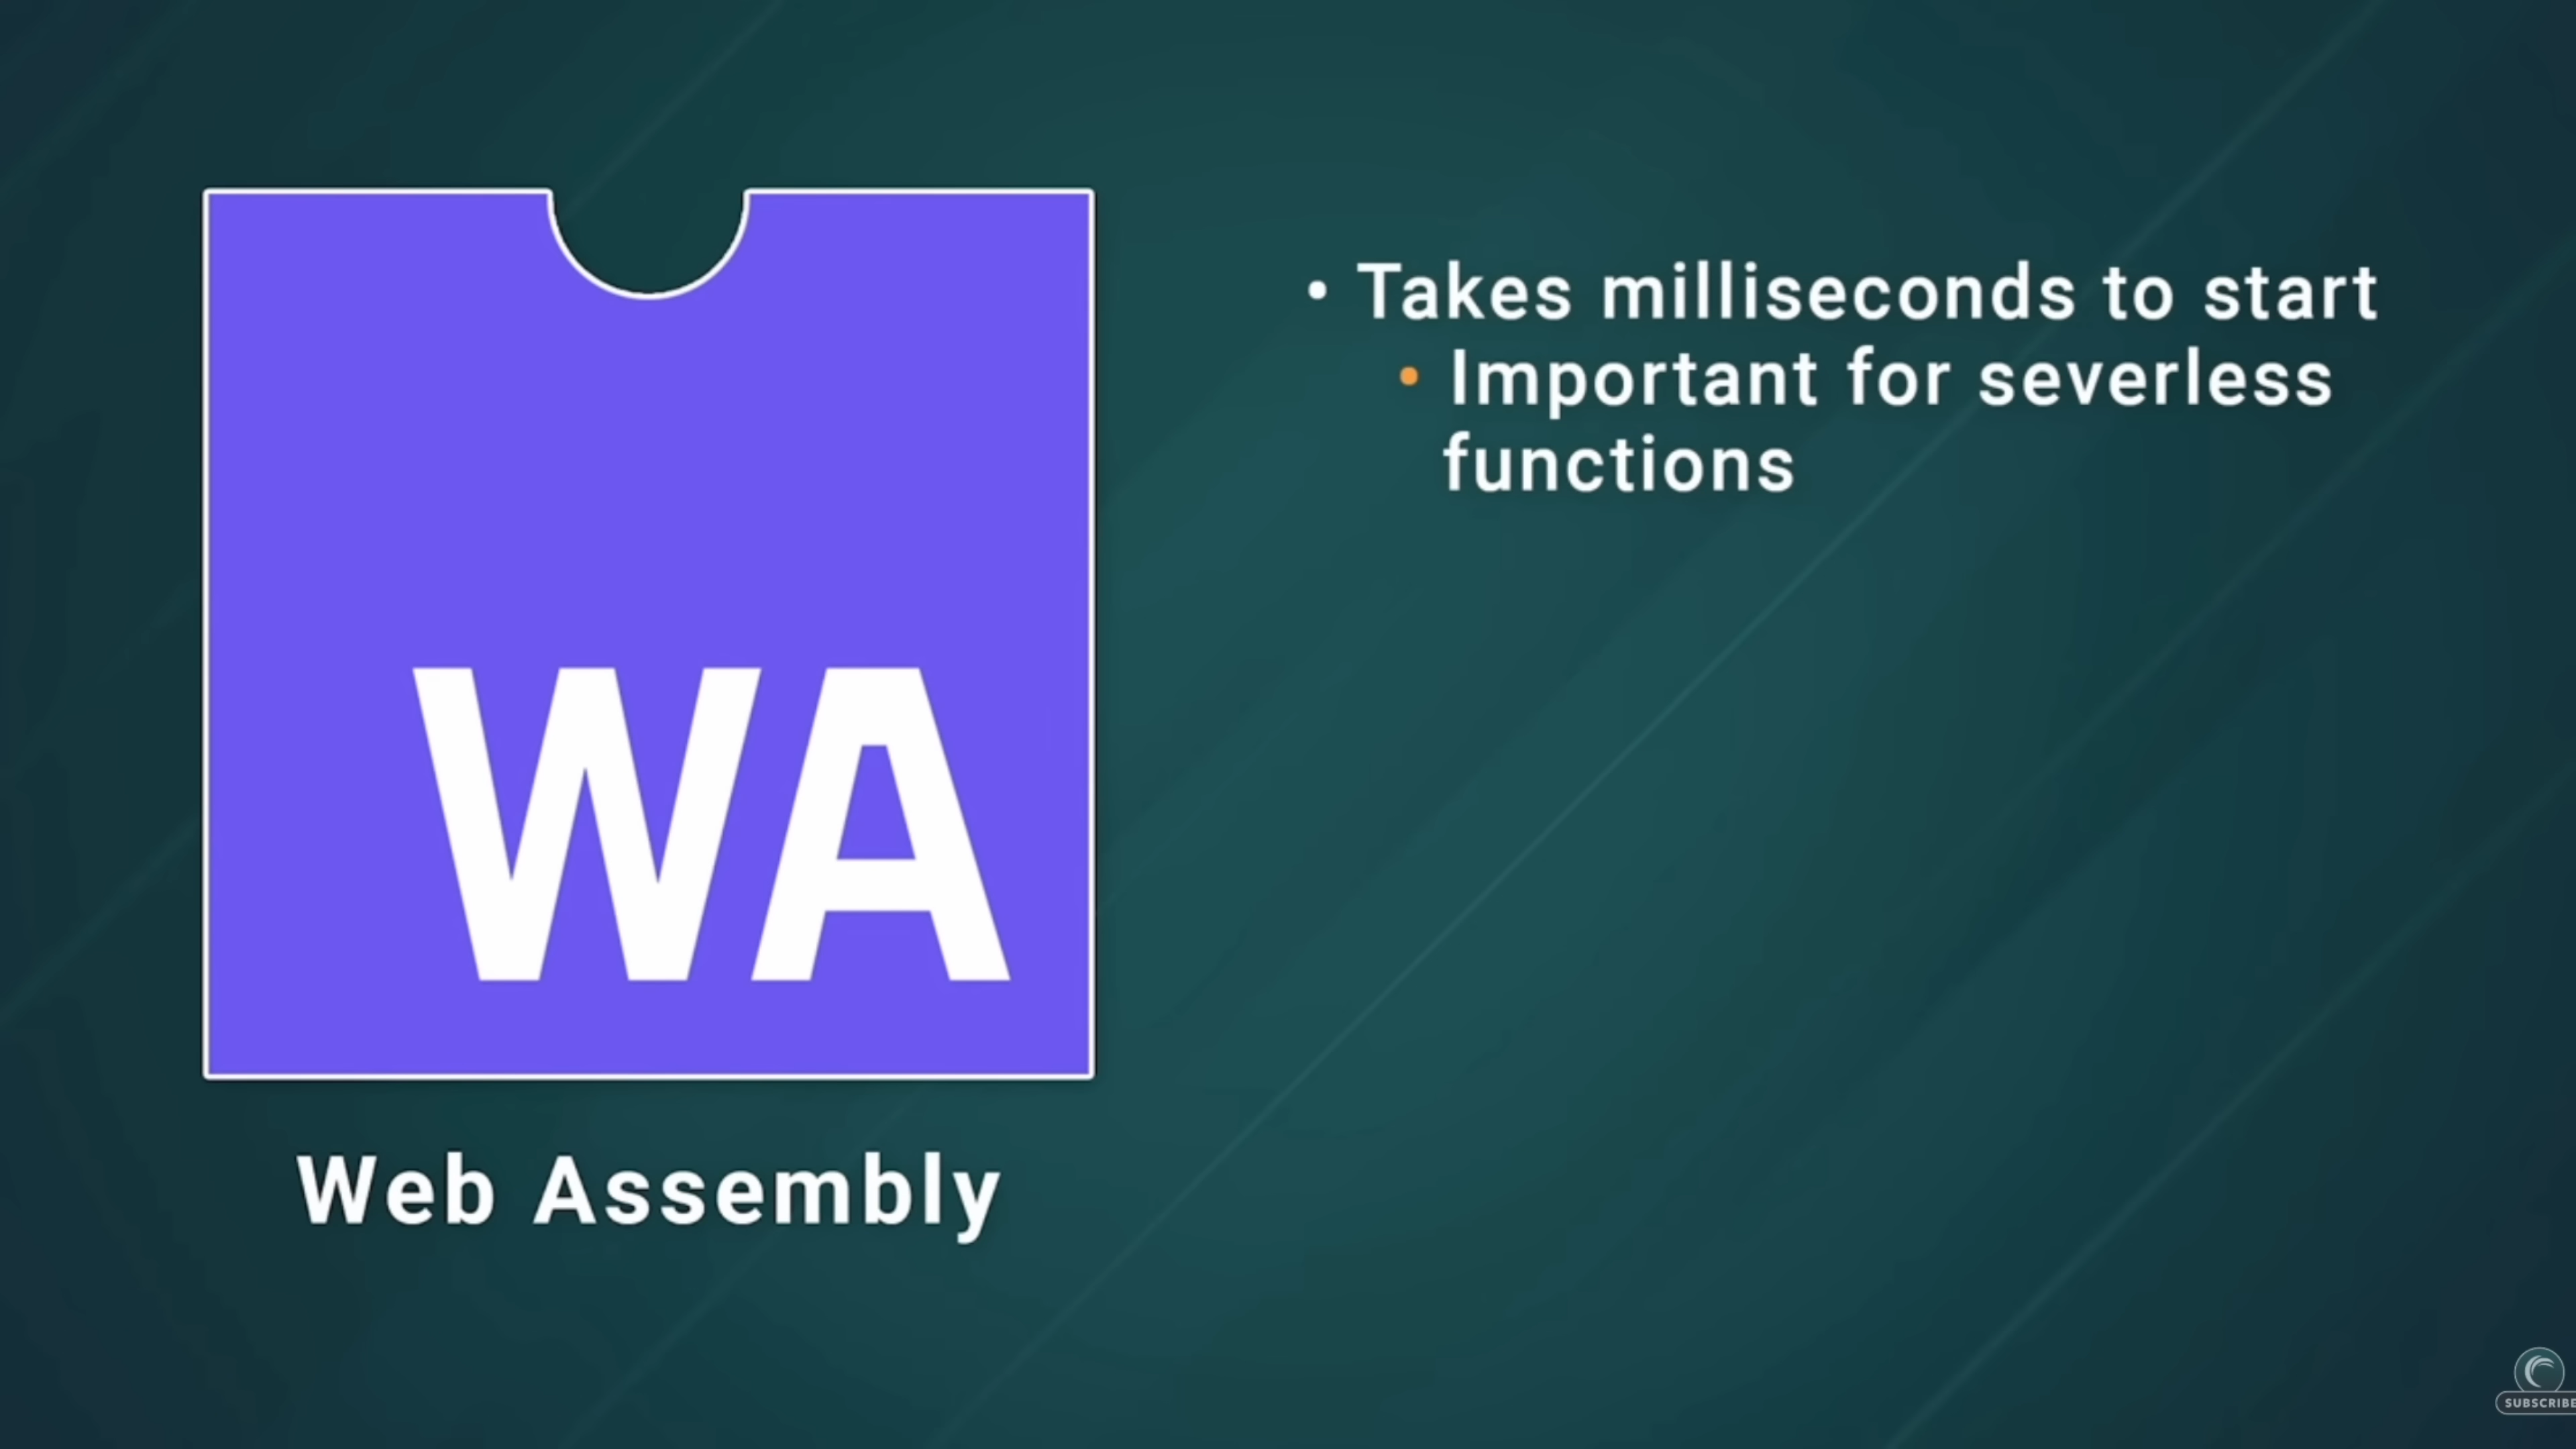 • Takes milliseconds to start
• Important for severless
functions
WA
Web Assembly
SUBSCRIBE